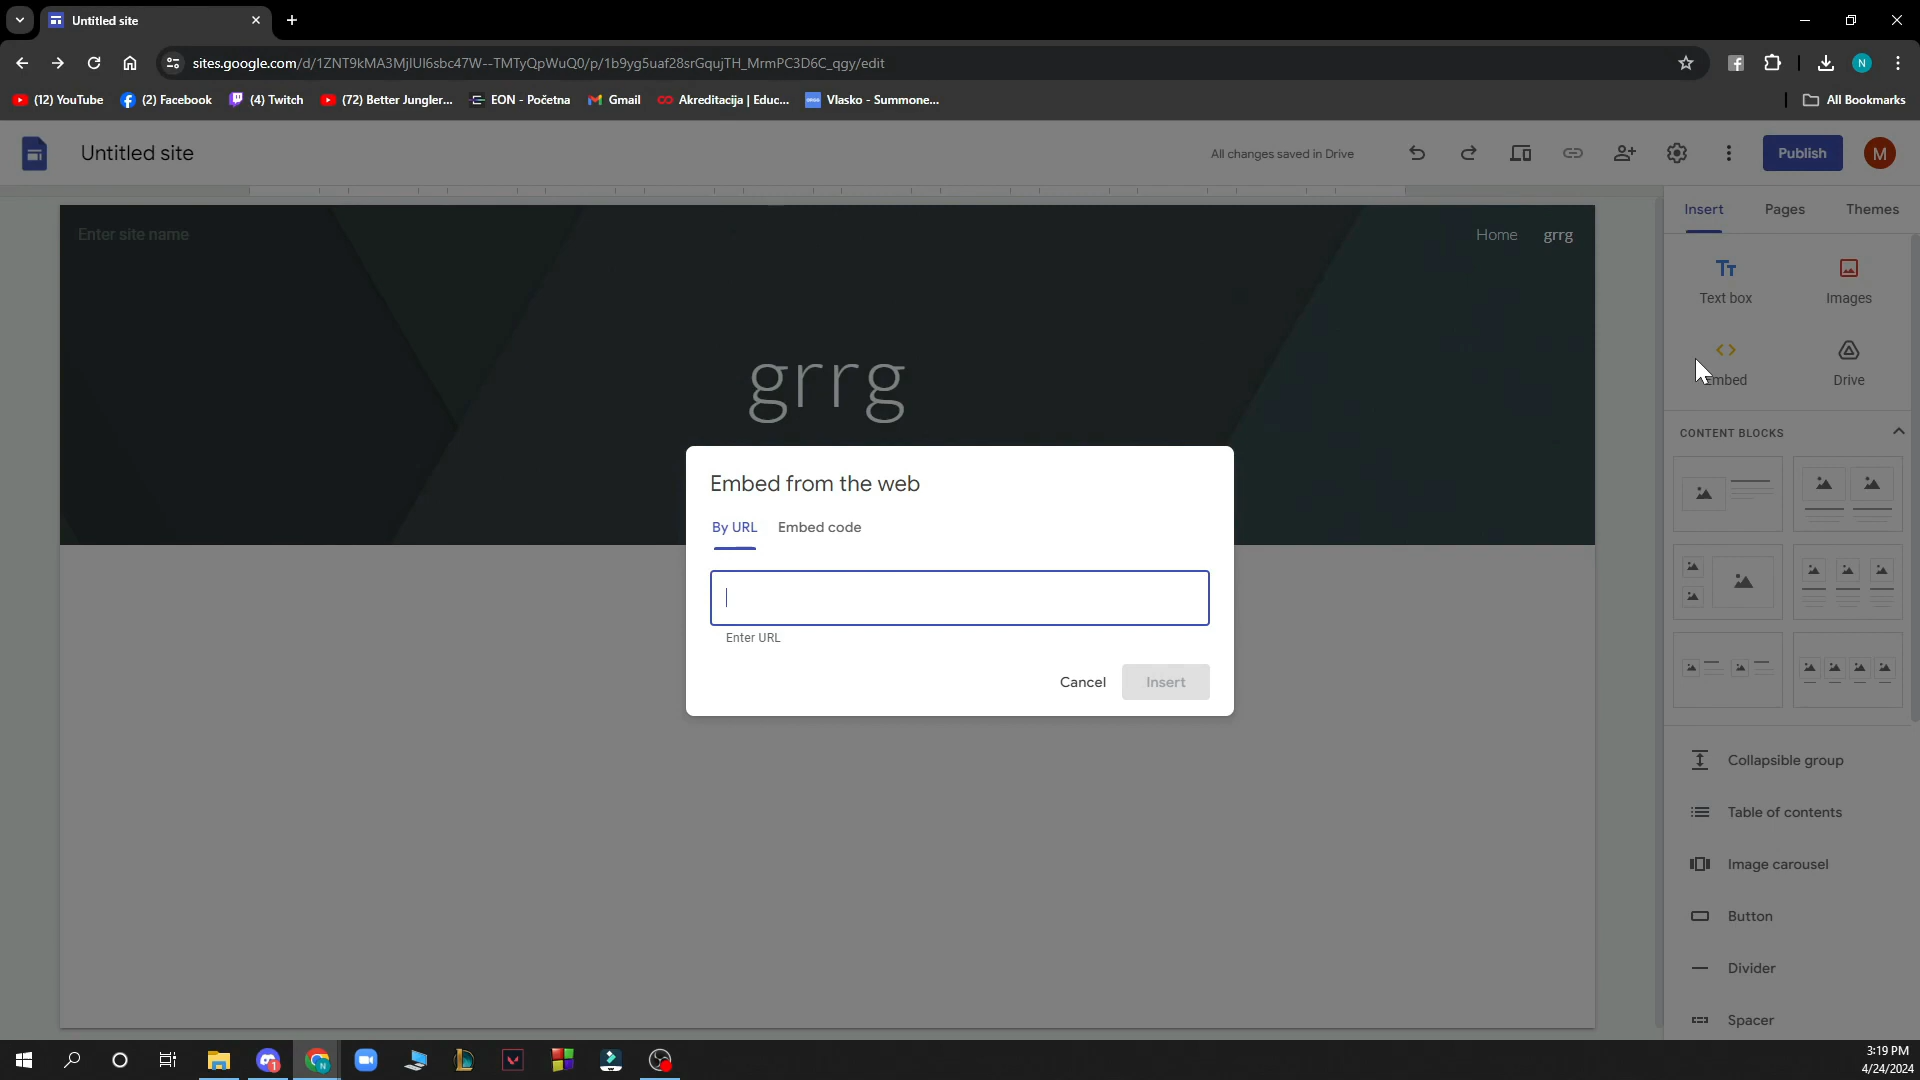 Untitled site
sites.google.com/d/1ZNT9kMA3MjIUI6sbc47W--TMTyQpWuQ0/p/1b9yg5uaf28srGqujTH_MrmPC3D6C_qgy/edit
N
(12) YouTube
(2) Facebook
(4) Twitch
(72) Better Jungler...
EON - Početna
Gmail
Akreditacija | Educ...
Vlasko - Summone...
All Bookmarks
Untitled site
All changes saved in Drive
Publish
M
Insert
Pages
Themes
Enter site name
Home
grrg
Text box
Images
Embed
Drive
grrg
CONTENT BLOCKS
Embed from the web
By URL
Embed code
Enter URL
Cancel
Insert
Collapsible group
Table of contents
Image carousel
Button
Divider
Spacer
3:19 PM
4/24/2024